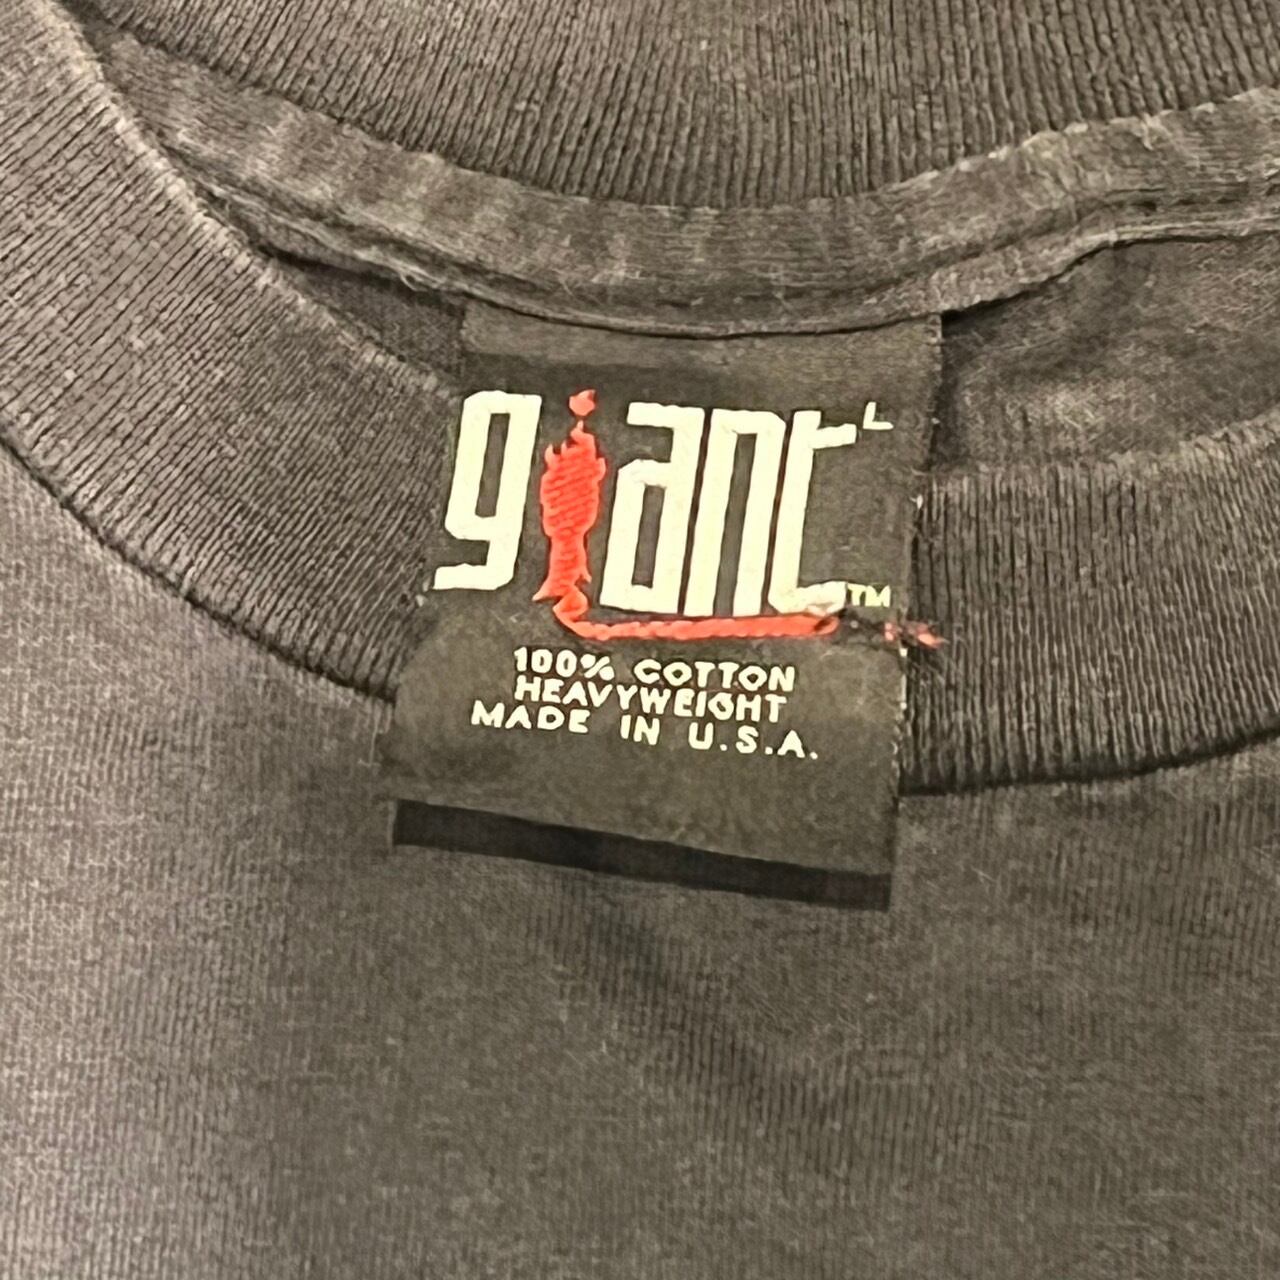 giant L
TM
100% COTTON
HEAVYWEIGHT
MADE IN U.S.A.